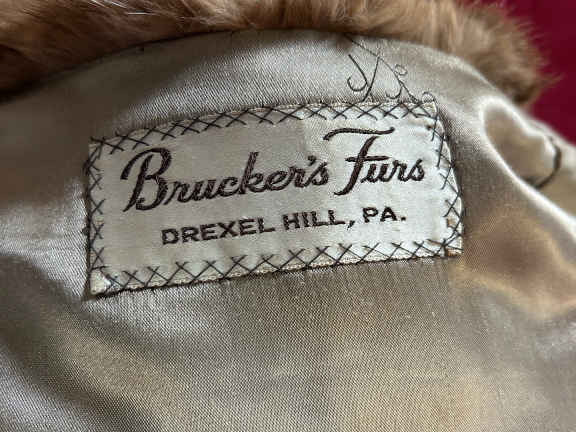 Brucker's Furs
DREXEL HILL, PA.